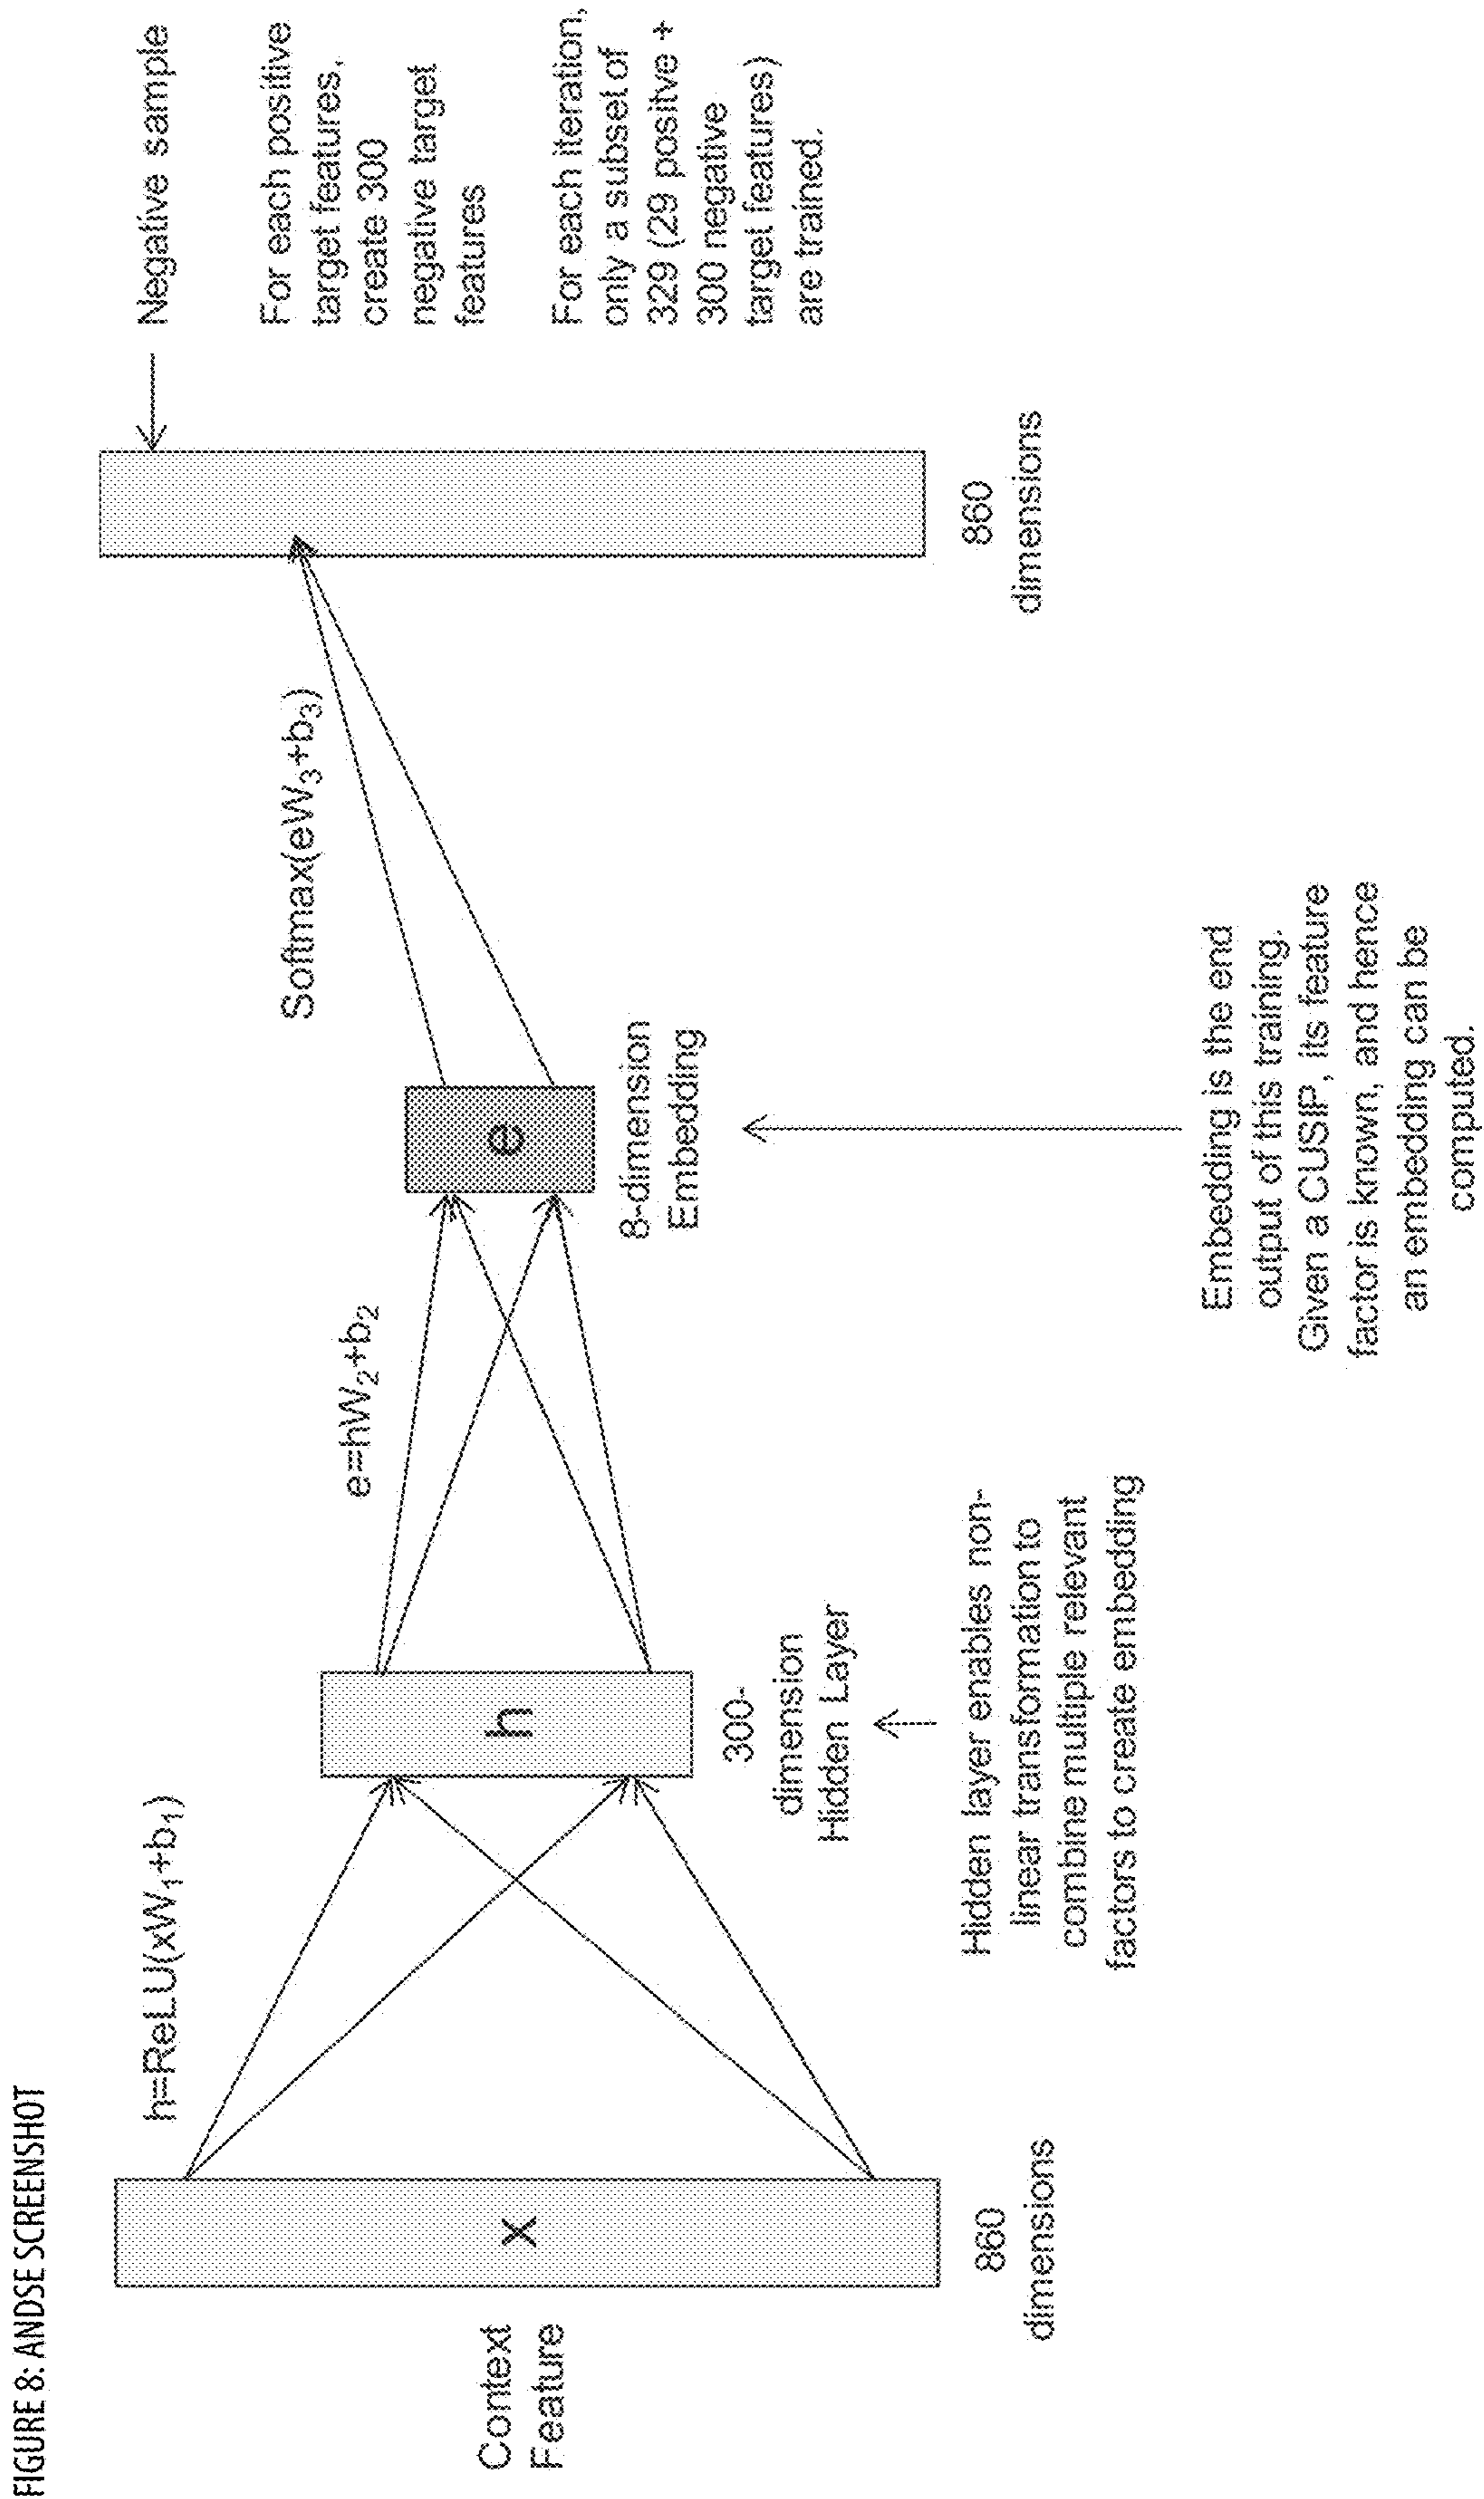 FIGURE 8: ANDSE SCREENSHOT
Context
Feature
x
860
dimensions
h=ReLU(xW₁+b₁)
h
300-
dimension
Hidden Layer
Hidden layer enables non-
linear transformation to
combine multiple relevant
factors to create embedding
e=hW₂+b₂
e
8-dimension
Embedding
Embedding is the end
output of this training.
Given a CUSIP, its feature
factor is known, and hence
an embedding can be
computed.
Softmax(eW₃+b₃)
860
dimensions
Negative sample
For each positive
target features,
create 300
negative target
features
For each iteration,
only a subset of
329 (29 positve +
300 negative
target features)
are trained.